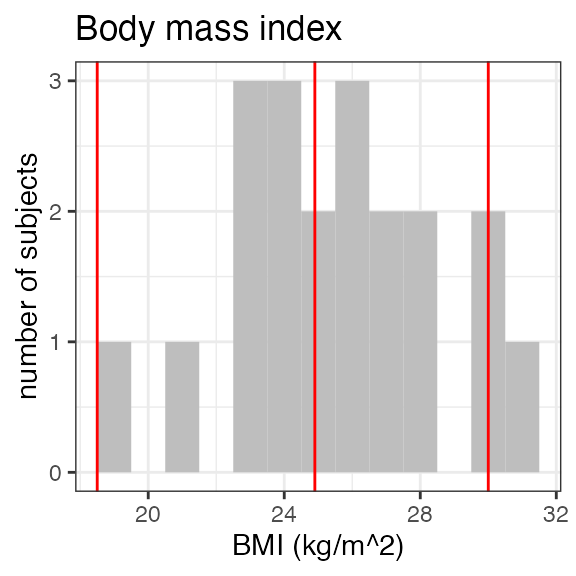 Body mass index
number of subjects
3
2
1
0
20 24 28 32
BMI (kg/m^2)